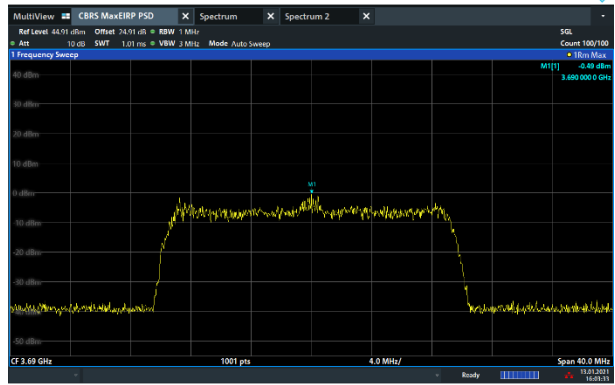 MultiView CBRS MaxEIRP PSD X Spectrum X Spectrum 2 X
Ref Level 44.91 dBm Offset 24.91 dB RBW 1 MHz SGL
Att 10 dB SWT 1.01 ms VBW 3 MHz Mode Auto Sweep Count 100/100
1 Frequency Sweep 1Rm Max
M1[1] -0.49 dBm
3.690 000 0 GHz
40 dBm
30 dBm
20 dBm
10 dBm
M1
0 dBm
-10 dBm
-20 dBm
-30 dBm
-40 dBm
-50 dBm
CF 3.69 GHz 1001 pts 4.0 MHz/ Span 40.0 MHz
Ready 13.01.2021
16:01:33